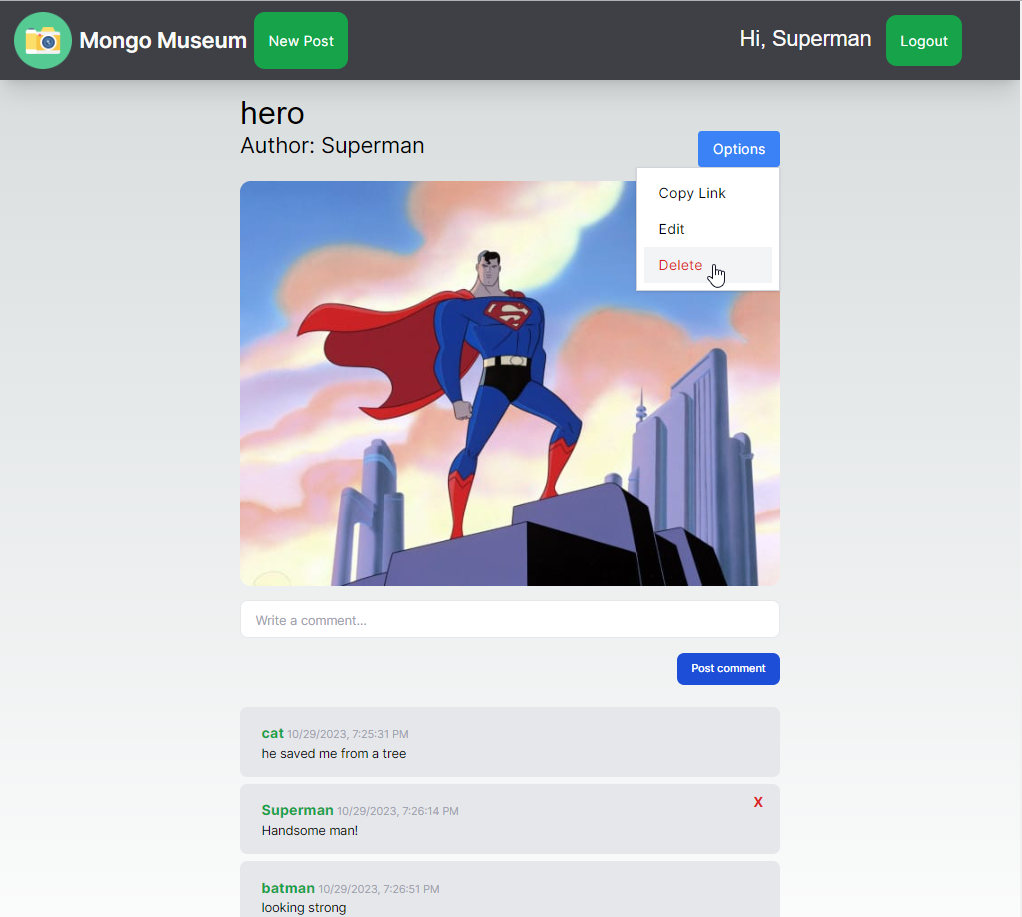 Mongo Museum New Post Hi, Superman Logout
hero
Author: Superman
Options
Copy Link
Edit
Delete
S
Write a comment...
Post comment
cat 10/29/2023, 7:25:31 PM
he saved me from a tree
Superman 10/29/2023, 7:26:14 PM X
Handsome man!
batman 10/29/2023, 7:26:51 PM
looking strong